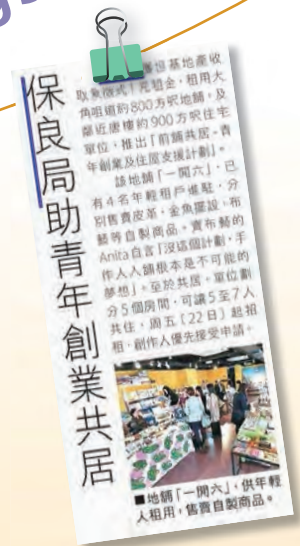 保良局助青年創業共居
基地產收
取象徵式1元租金，租用大
角咀道約800方呎地舖，及
鄰近唐樓約900方呎住宅
單位，推出「前舖共居-青
年創業及住屋支援計劃」。
該地舖「一開六」，已
有4名年輕租戶進駐，分
別售賣皮革、金魚擺設、布
藝等自製商品。賣布藝的
Anita自言「沒這個計劃，手
作人入舖根本是不可能的
夢想」。至於共居，單位劃
分5個房間，可讓5至7人
共住，周五（22日）起招
租，創作人優先接受申請。
■地舖「一開六」，供年輕
人租用，售賣自製商品。